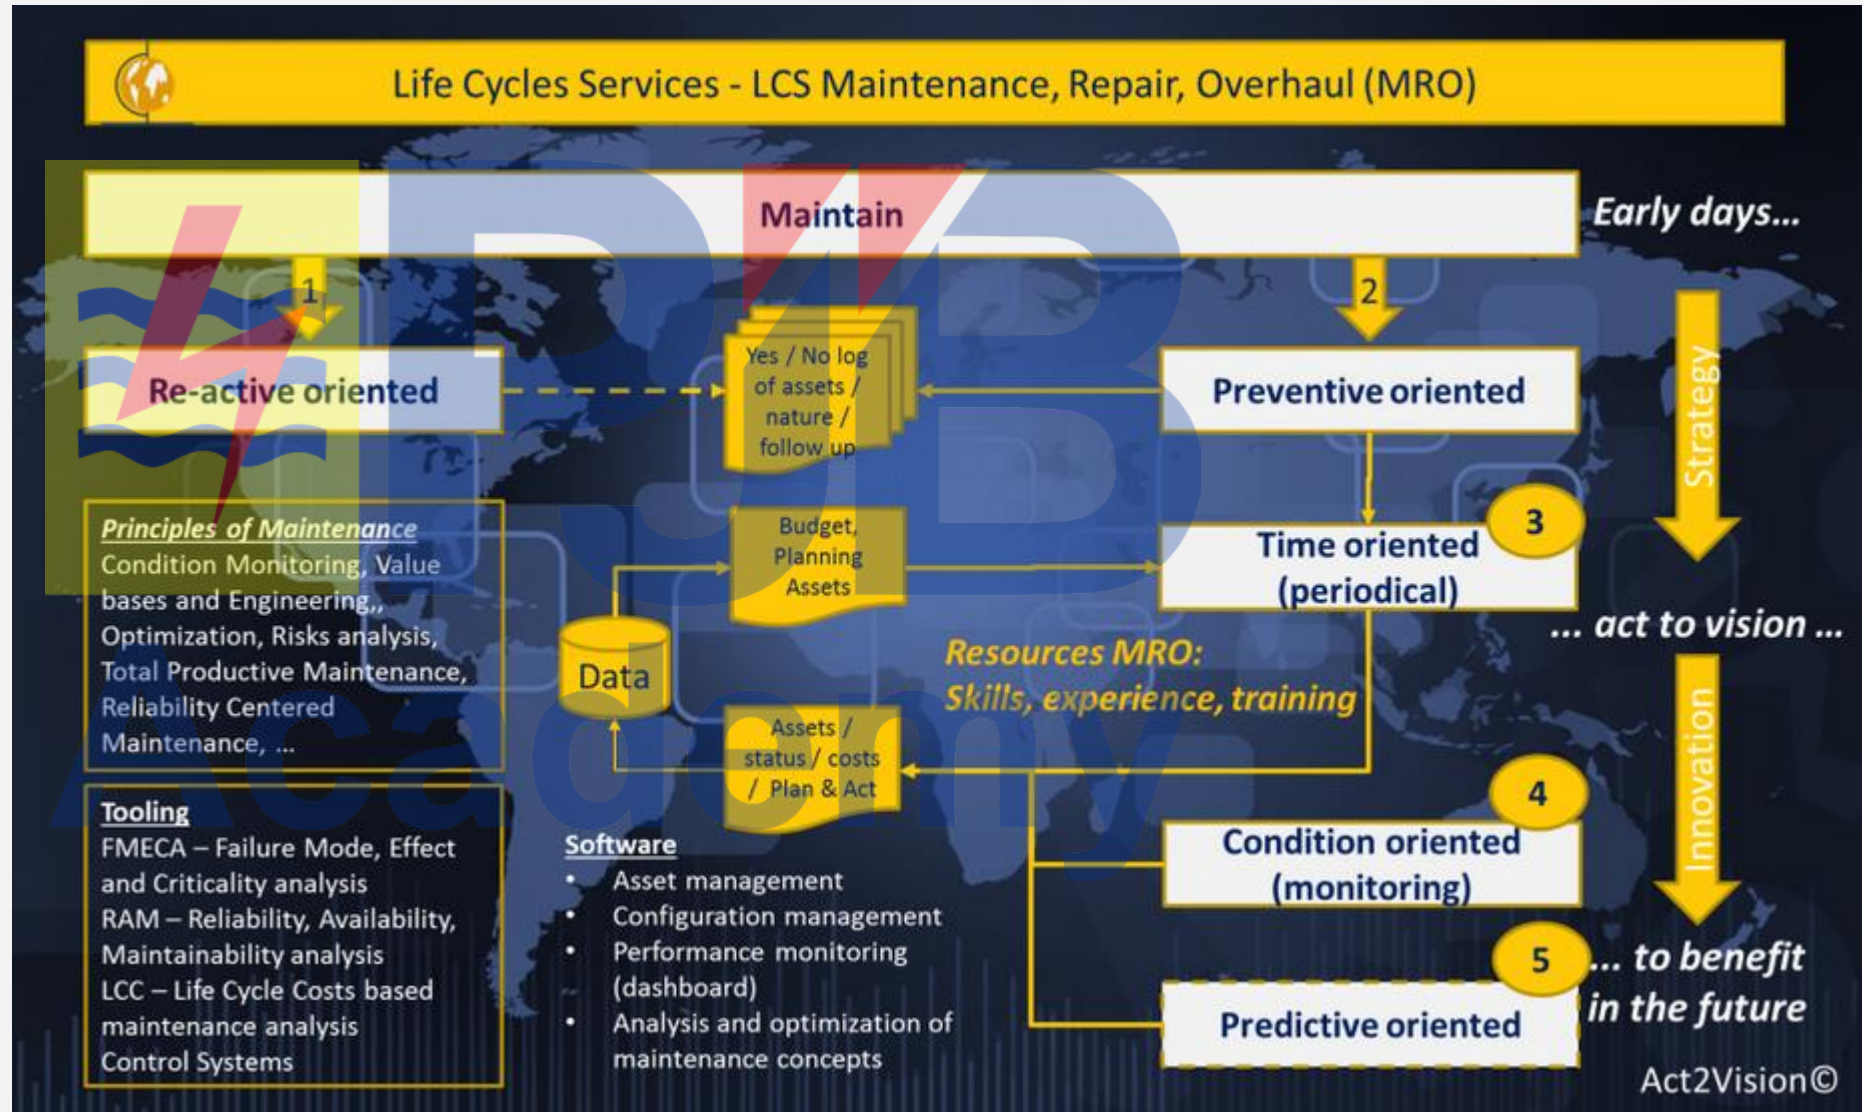 Life Cycles Services - LCS Maintenance, Repair, Overhaul (MRO)
Maintain
Early days...
1
2
Re-active oriented
Yes / No log
of assets /
nature /
follow up
Preventive oriented
Strategy
Principles of Maintenance
Condition Monitoring, Value
bases and Engineering,,
Optimization, Risks analysis,
Total Productive Maintenance,
Reliability Centered
Maintenance, ...
Budget,
Planning
Assets
3
Time oriented
(periodical)
... act to vision ...
Data
Resources MRO:
Skills, experience, training
Assets /
status / costs
/ Plan & Act
Innovation
Tooling
FMECA – Failure Mode, Effect
and Criticality analysis
RAM – Reliability, Availability,
Maintainability analysis
LCC – Life Cycle Costs based
maintenance analysis
Control Systems
Software
• Asset management
• Configuration management
• Performance monitoring
(dashboard)
• Analysis and optimization of
maintenance concepts
4
Condition oriented
(monitoring)
5
Predictive oriented
... to benefit
in the future
Act2Vision©
Academy